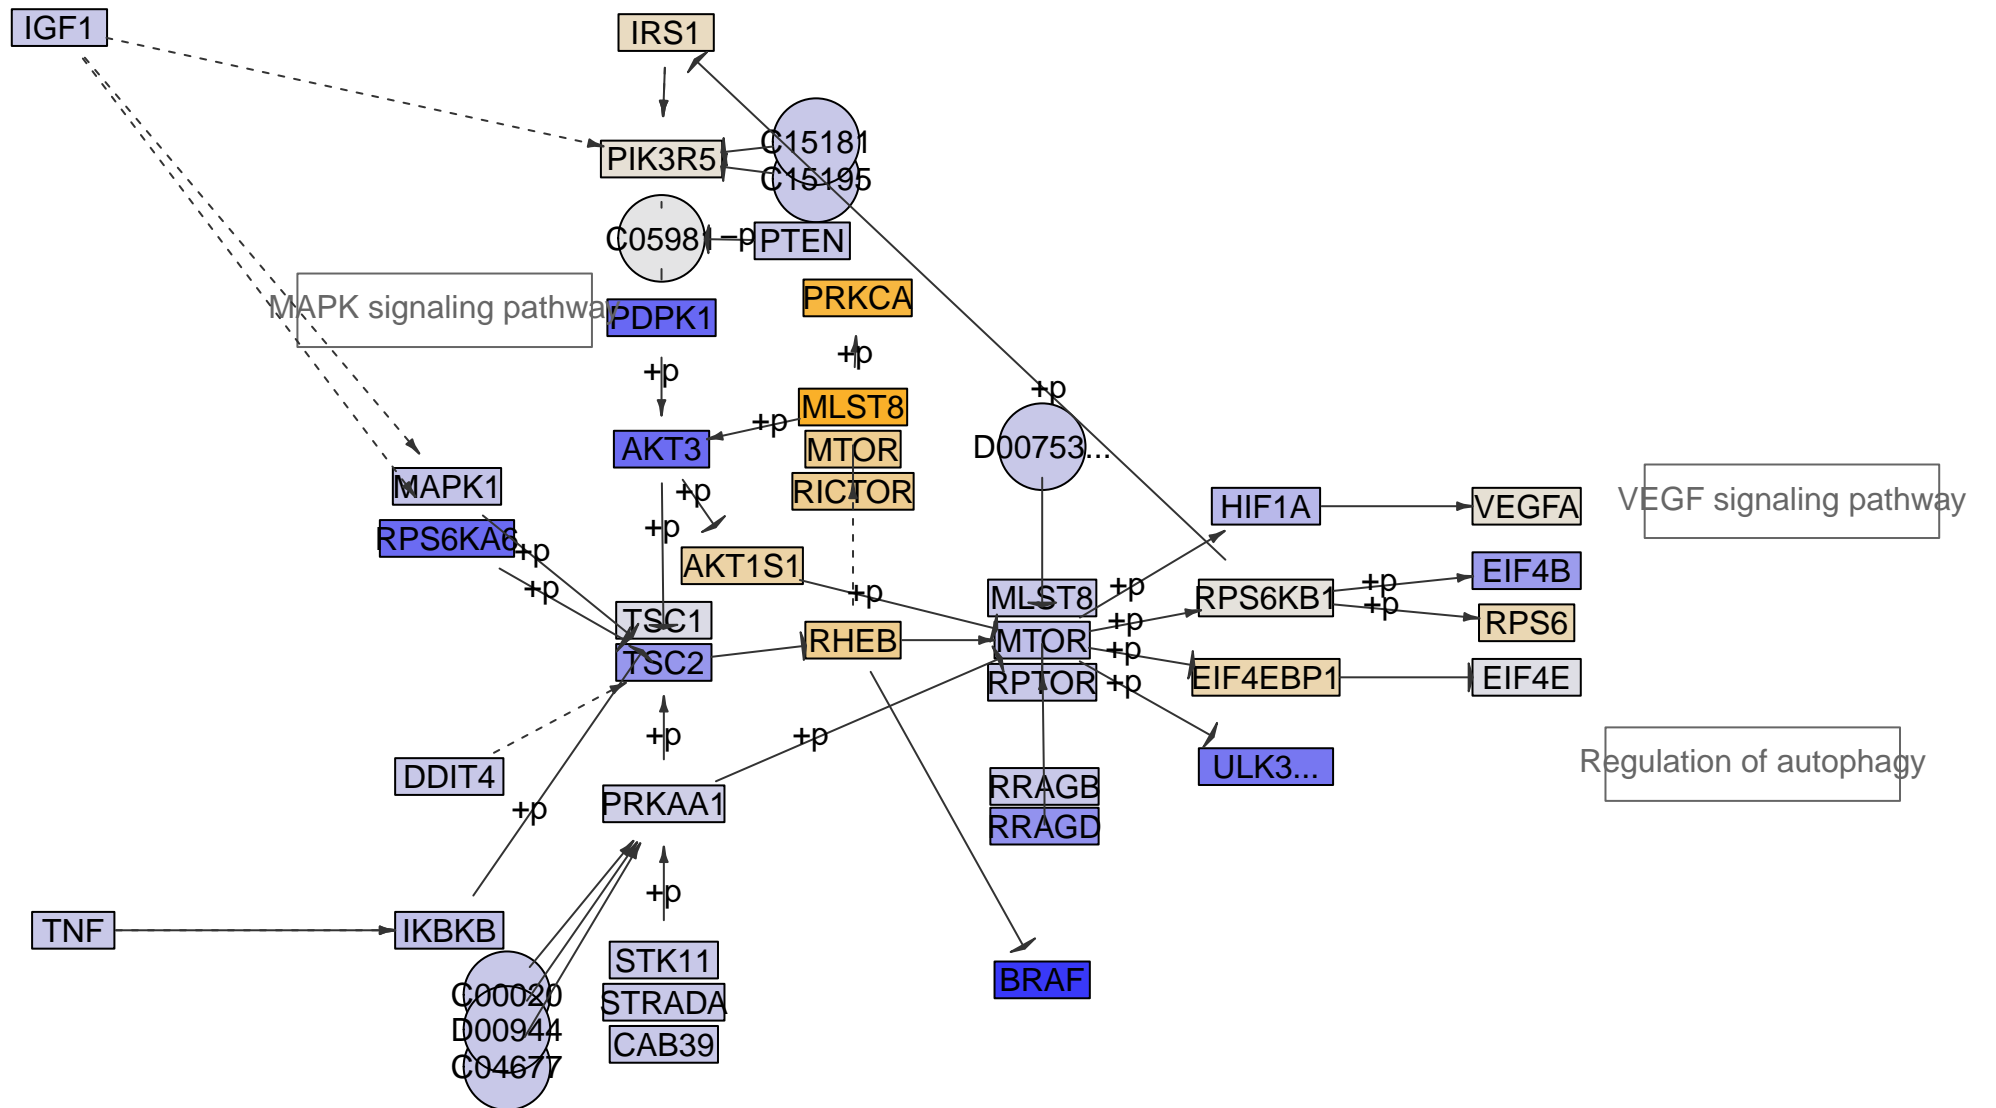 IGF1
IRS1
C15181
PIK3R5
C15195
C0598
−p
PTEN
PRKCA
MAPK signaling pathway
PDPK1
+p
+p
+p
MLST8
+p
AKT3
MTOR
D00753...
MAPK1
RICTOR
+p
HIF1A
VEGFA
VEGF signaling pathway
+p
RPS6KA6
+p
AKT1S1
EIF4B
+p
+p
+p
+p
MLST8
RPS6KB1
+p
TSC1
+p
RPS6
RHEB
MTOR
+p
TSC2
RPTOR
+p
EIF4EBP1
EIF4E
+p
+p
DDIT4
ULK3...
Regulation of autophagy
RRAGB
+p
PRKAA1
RRAGD
+p
TNF
IKBKB
STK11
BRAF
C00020
STRADA
D00944
CAB39
C04677